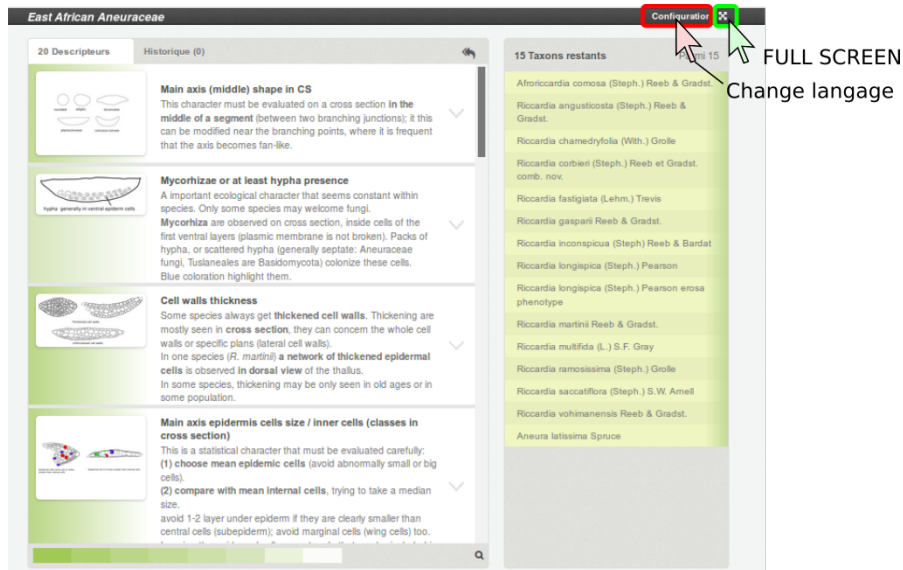 East African Aneuraceae
Configuration
FULL SCREEN
Change langage
20 Descripteurs
Historique (0)
Main axis (middle) shape in CS
This character must be evaluated on a cross section in the
middle of a segment (between two branching junctions); it this
can be modified near the branching points, where it is frequent
that the axis becomes fan-like.
Mycorhizae or at least hypha presence
A important ecological character that seems constant within
species. Only some species may welcome fungi.
Mycorhiza are observed on cross section, inside cells of the
first ventral layers (plasmic membrane is not broken). Packs of
hypha, or scattered hypha (generally septate: Aneuraceae
fungi, Tuslaneales are Basidomycota) colonize these cells.
Blue coloration highlight them.
hypha generally in ventral epiderm cells
Cell walls thickness
Some species always get thickened cell walls. Thickening are
mostly seen in cross section, they can concern the whole cell
walls or specific plans (lateral cell walls).
In one species (R. martinii) a network of thickened epidermal
cells is observed in dorsal view of the thallus.
In some species, thickening may be only seen in old ages or in
some population.
Main axis epidermis cells size / inner cells (classes in
cross section)
This is a statistical character that must be evaluated carefully:
(1) choose mean epidemic cells (avoid abnormally small or big
cells).
(2) compare with mean internal cells, trying to take a median
size.
avoid 1-2 layer under epiderm if they are clearly smaller than
central cells (subepiderm); avoid marginal cells (wing cells) too.
15 Taxons restants
Parmi 15
Afroriccardia comosa (Steph.) Reeb & Gradst.
Riccardia angusticosta (Steph.) Reeb &
Gradst.
Riccardia chamedryfolia (With.) Grolle
Riccardia corbieri (Steph.) Reeb et Gradst.
comb. nov.
Riccardia fastigiata (Lehm.) Trevis
Riccardia gasparii Reeb & Gradst.
Riccardia inconspicua (Steph) Reeb & Bardat
Riccardia longispica (Steph.) Pearson
Riccardia longispica (Steph.) Pearson erosa
phenotype
Riccardia martinii Reeb & Gradst.
Riccardia multifida (L.) S.F. Gray
Riccardia ramosissima (Steph.) Grolle
Riccardia saccatiflora (Steph.) S.W. Arnell
Riccardia vohimanensis Reeb & Gradst.
Aneura latissima Spruce